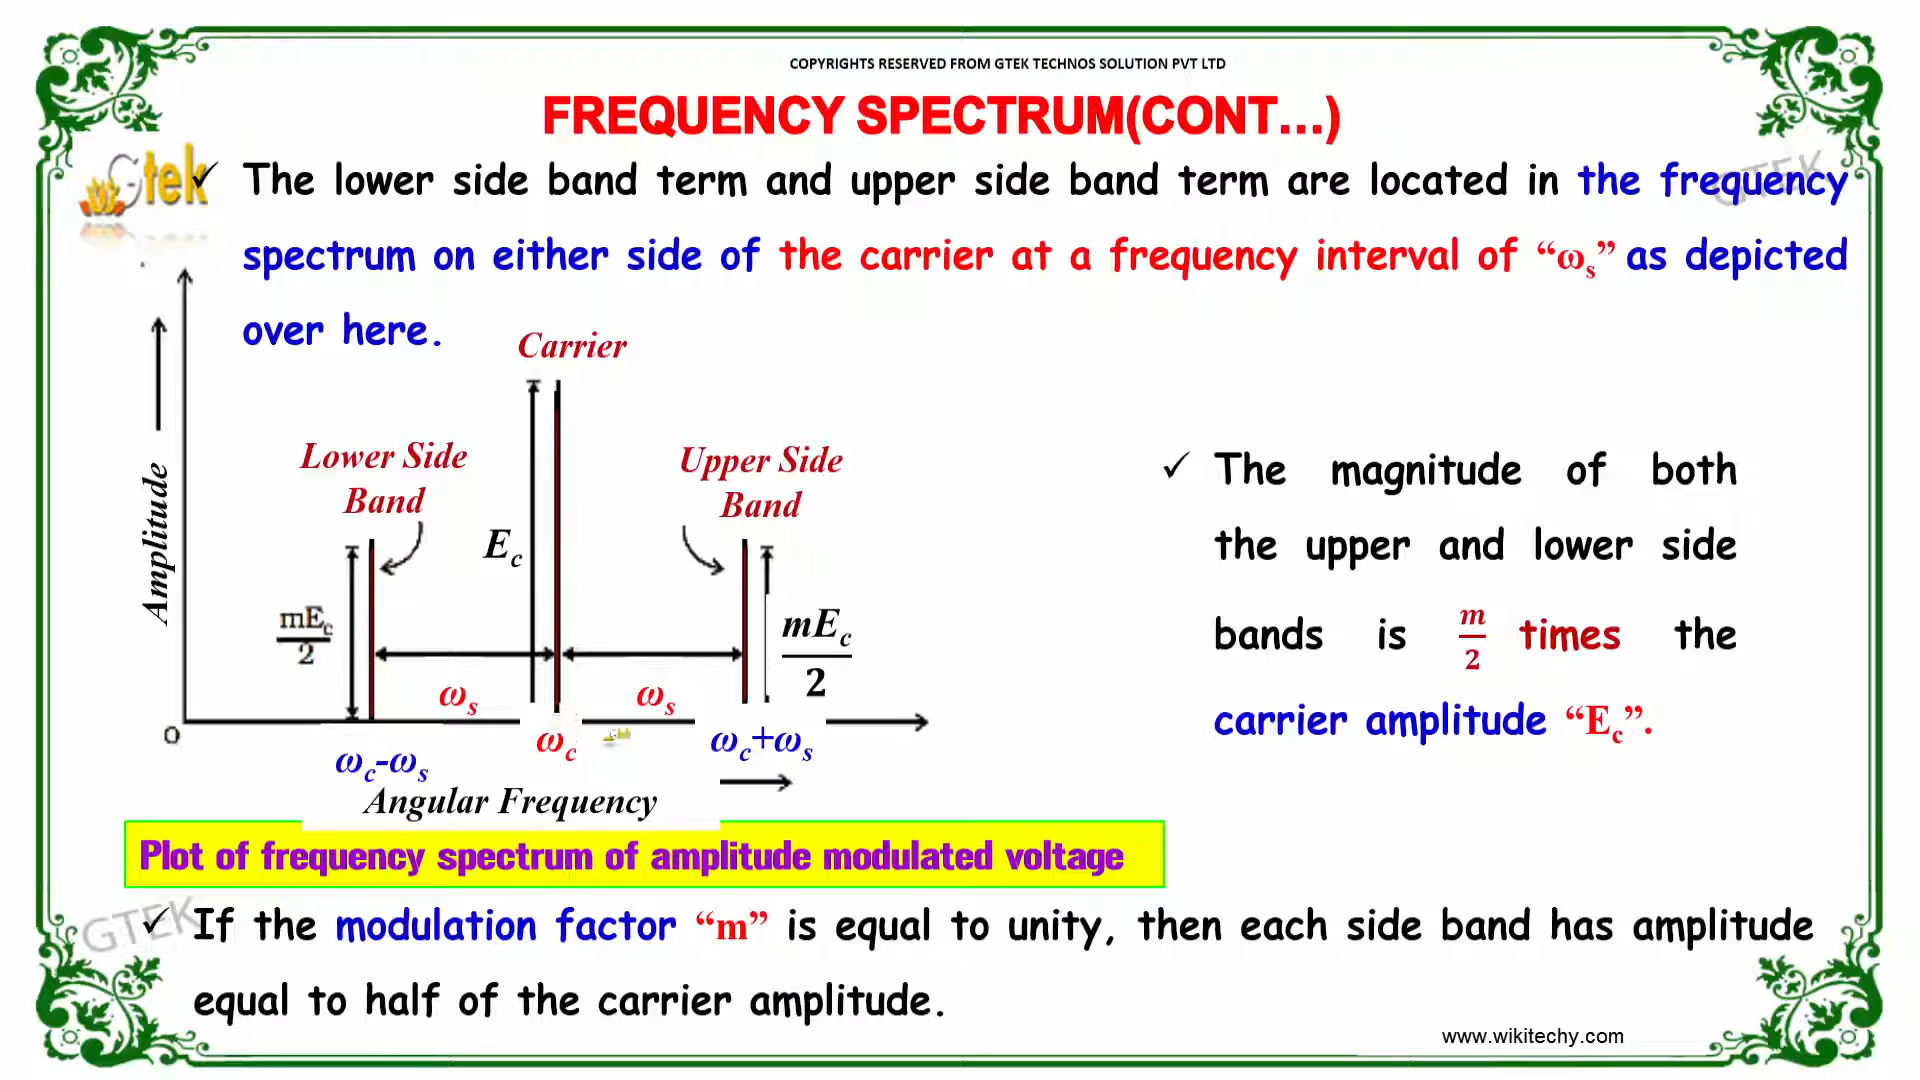 COPYRIGHTS RESERVED FROM GTEK TECHNOS SOLUTION PVT LTD
FREQUENCY SPECTRUM(CONT...)
Gtek
GTEK
✓ The lower side band term and upper side band term are located in the frequency
spectrum on either side of the carrier at a frequency interval of “ωs” as depicted
over here.
Carrier
Lower Side
Band
Upper Side
Band
Amplitude
Ec
mEc/2
mEc/2
ωs
ωs
O
ωc-ωs
ωc
ωc+ωs
Angular Frequency
✓ The magnitude of both
the upper and lower side
bands is m/2 times the
carrier amplitude “Ec”.
Plot of frequency spectrum of amplitude modulated voltage
GTEK
✓ If the modulation factor “m” is equal to unity, then each side band has amplitude
equal to half of the carrier amplitude.
www.wikitechy.com